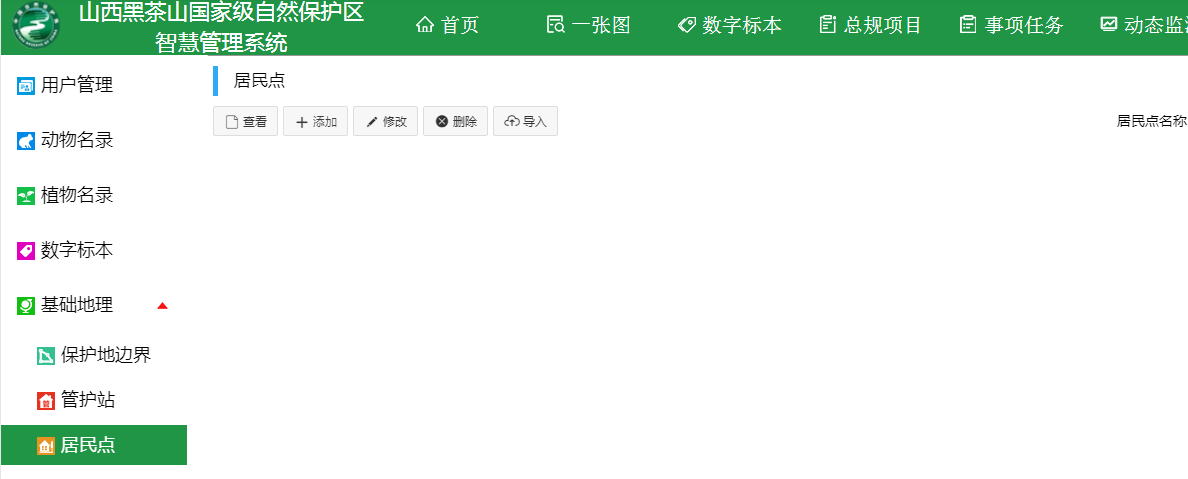 山西黑茶山国家级自然保护区
智慧管理系统
首页
一张图
数字标本
总规项目
事项任务
动态监
用户管理
动物名录
植物名录
数字标本
基础地理
保护地边界
管护站
居民点
居民点
查看
添加
修改
删除
导入
居民点名称